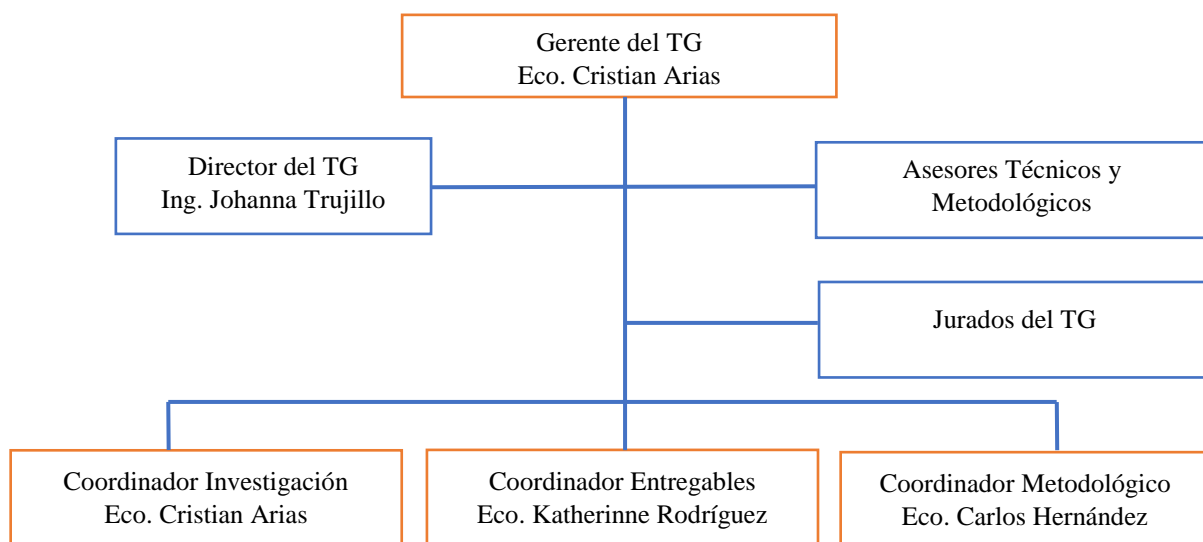 Gerente del TG
Eco. Cristian Arias
Director del TG
Ing. Johanna Trujillo
Asesores Técnicos y
Metodológicos
Jurados del TG
Coordinador Investigación
Eco. Cristian Arias
Coordinador Entregables
Eco. Katherinne Rodríguez
Coordinador Metodológico
Eco. Carlos Hernández